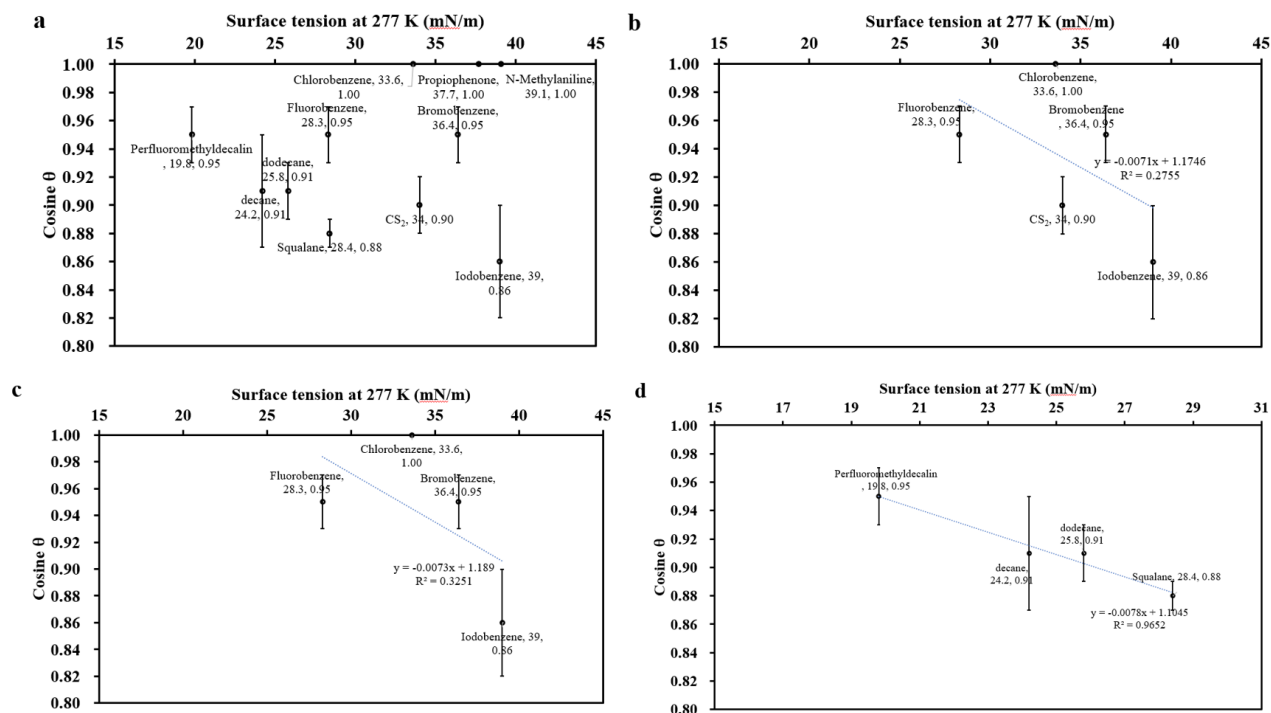 a
Surface tension at 277 K (mN/m)
15 20 25 30 35 40 45
Cosine θ
1.00
0.98
0.96
0.94
0.92
0.90
0.88
0.86
0.84
0.82
0.80
Chlorobenzene, 33.6,
1.00
Propiophenone,
37.7, 1.00
N-Methylaniline,
39.1, 1.00
Fluorobenzene,
28.3, 0.95
Bromobenzene,
36.4, 0.95
Perfluoromethyldecalin
, 19.8, 0.95
dodecane,
25.8, 0.91
decane,
24.2, 0.91
CS2, 34, 0.90
Squalane, 28.4, 0.88
Iodobenzene, 39,
0.86
b
Surface tension at 277 K (mN/m)
15 20 25 30 35 40 45
Cosine θ
1.00
0.98
0.96
0.94
0.92
0.90
0.88
0.86
0.84
0.82
0.80
Chlorobenzene,
33.6, 1.00
Fluorobenzene,
28.3, 0.95
Bromobenzene
, 36.4, 0.95
y = -0.0071x + 1.1746
R² = 0.2755
CS2, 34, 0.90
Iodobenzene, 39, 0.86
c
Surface tension at 277 K (mN/m)
15 20 25 30 35 40 45
Cosine θ
1.00
0.98
0.96
0.94
0.92
0.90
0.88
0.86
0.84
0.82
0.80
Chlorobenzene, 33.6,
1.00
Fluorobenzene,
28.3, 0.95
Bromobenzene,
36.4, 0.95
y = -0.0073x + 1.189
R² = 0.3251
Iodobenzene, 39,
0.86
d
Surface tension at 277 K (mN/m)
15 17 19 21 23 25 27 29 31
Cosine θ
1.00
0.98
0.96
0.94
0.92
0.90
0.88
0.86
0.84
0.82
0.80
Perfluoromethyldecalin
, 19.8, 0.95
dodecane,
25.8, 0.91
decane,
24.2, 0.91
Squalane, 28.4, 0.88
y = -0.0078x + 1.1045
R² = 0.9652